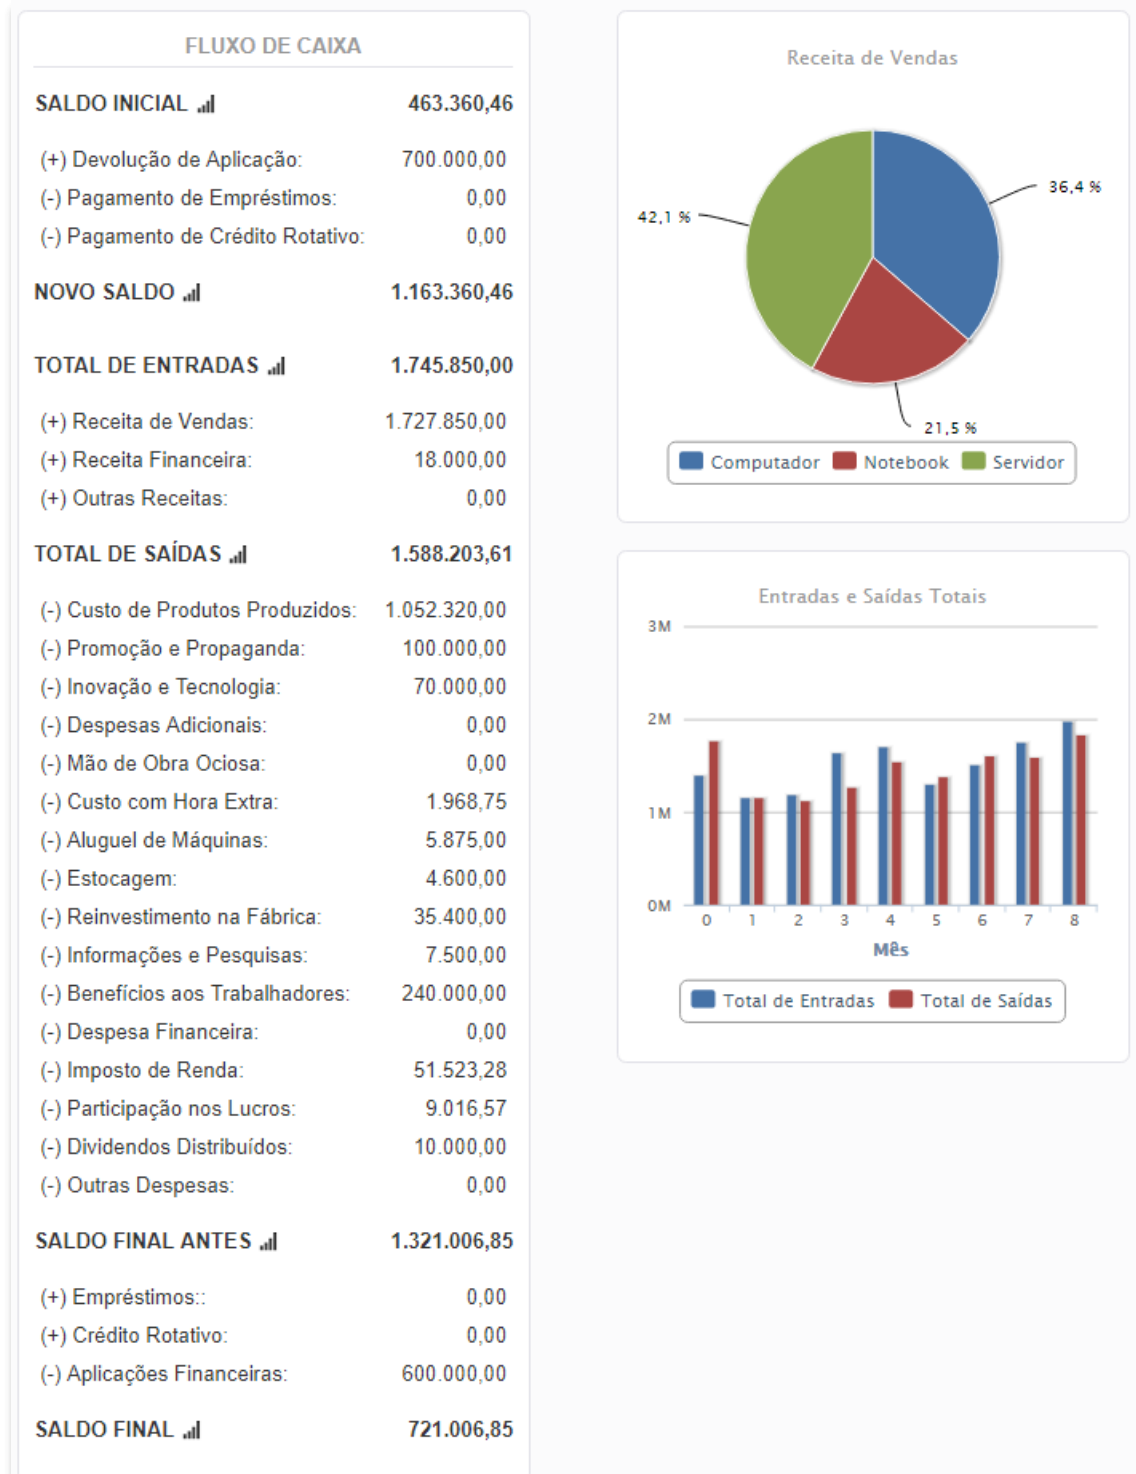 FLUXO DE CAIXA
SALDO INICIAL 463.360,46
(+) Devolução de Aplicação: 700.000,00
(-) Pagamento de Empréstimos: 0,00
(-) Pagamento de Crédito Rotativo: 0,00
NOVO SALDO 1.163.360,46
TOTAL DE ENTRADAS 1.745.850,00
(+) Receita de Vendas: 1.727.850,00
(+) Receita Financeira: 18.000,00
(+) Outras Receitas: 0,00
TOTAL DE SAÍDAS 1.588.203,61
(-) Custo de Produtos Produzidos: 1.052.320,00
(-) Promoção e Propaganda: 100.000,00
(-) Inovação e Tecnologia: 70.000,00
(-) Despesas Adicionais: 0,00
(-) Mão de Obra Ociosa: 0,00
(-) Custo com Hora Extra: 1.968,75
(-) Aluguel de Máquinas: 5.875,00
(-) Estocagem: 4.600,00
(-) Reinvestimento na Fábrica: 35.400,00
(-) Informações e Pesquisas: 7.500,00
(-) Benefícios aos Trabalhadores: 240.000,00
(-) Despesa Financeira: 0,00
(-) Imposto de Renda: 51.523,28
(-) Participação nos Lucros: 9.016,57
(-) Dividendos Distribuídos: 10.000,00
(-) Outras Despesas: 0,00
SALDO FINAL ANTES 1.321.006,85
(+) Empréstimos:: 0,00
(+) Crédito Rotativo: 0,00
(-) Aplicações Financeiras: 600.000,00
SALDO FINAL 721.006,85
Receita de Vendas
36,4 %
42,1 %
21,5 %
Computador Notebook Servidor
Entradas e Saídas Totais
3M
2M
1M
0M
0 1 2 3 4 5 6 7 8
Mês
Total de Entradas Total de Saídas